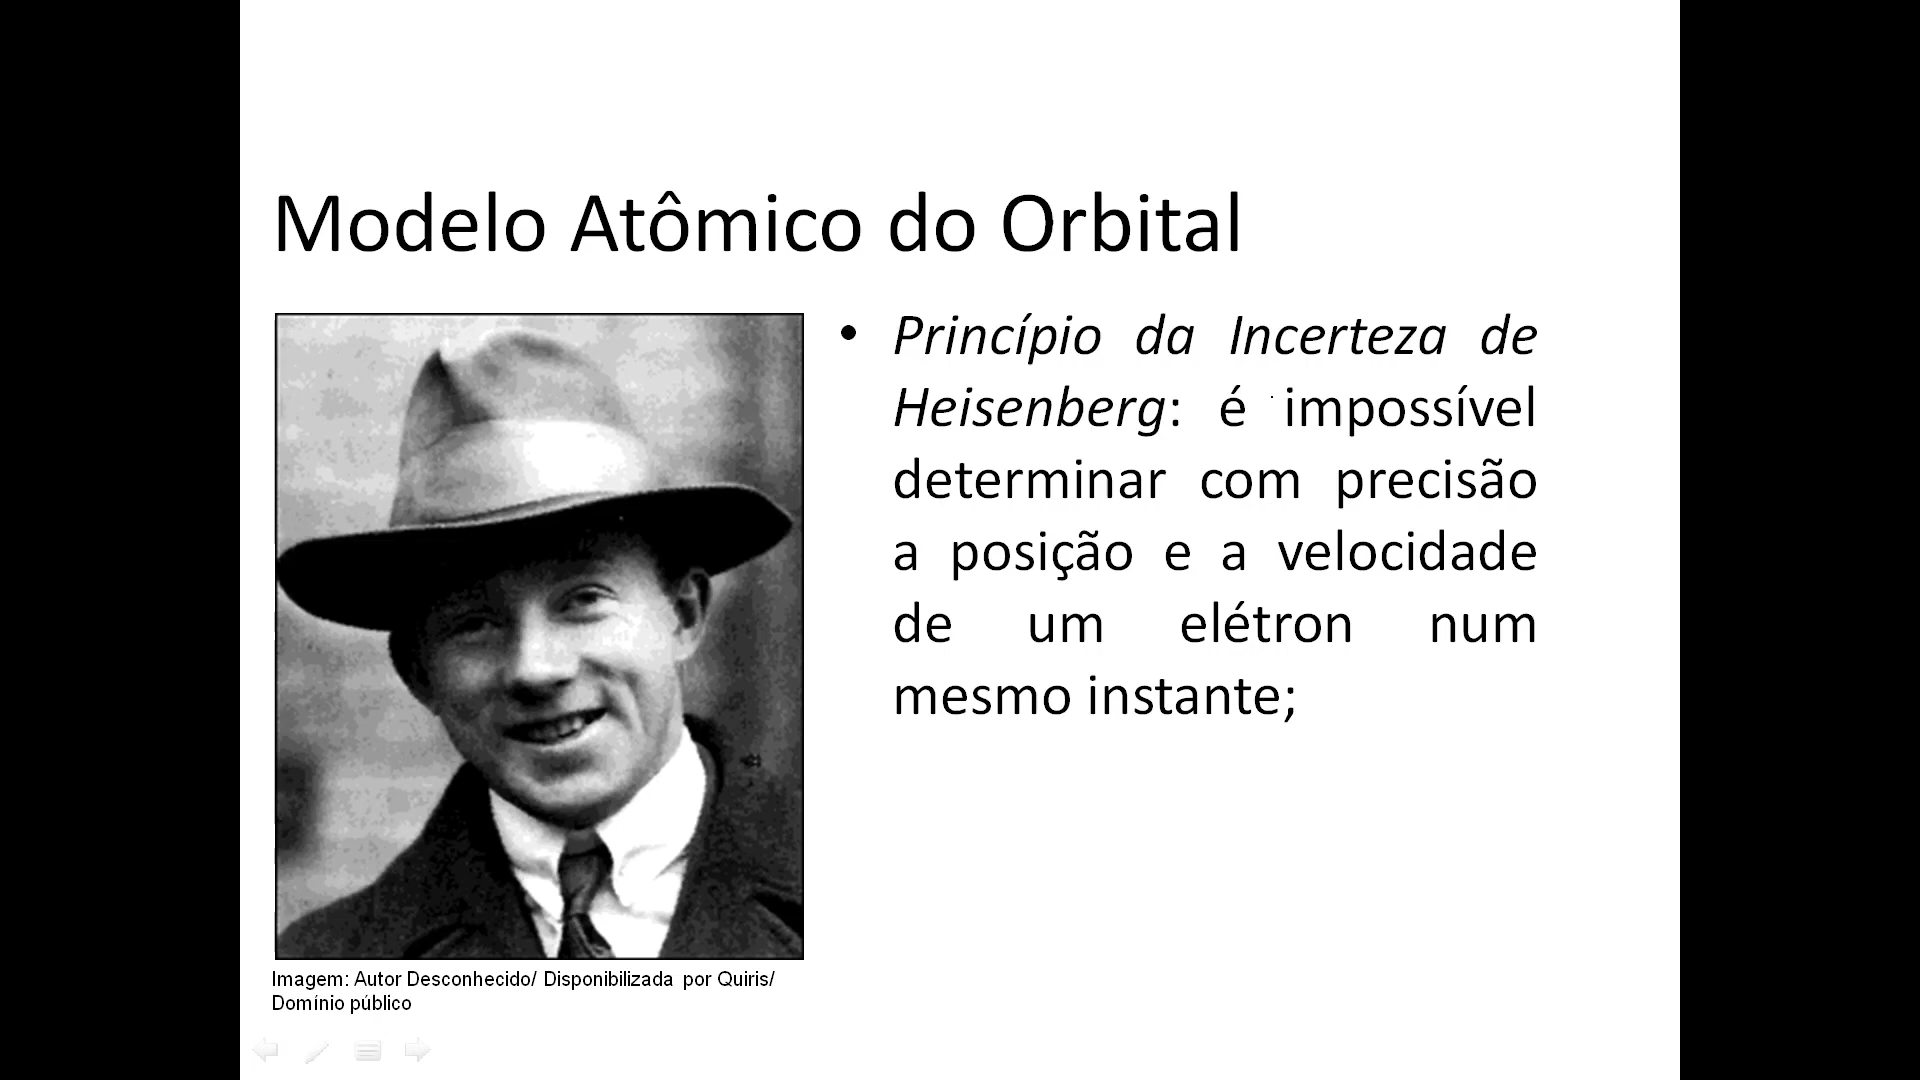 Modelo Atômico do Orbital
• Princípio da Incerteza de
Heisenberg: é impossível
determinar com precisão
a posição e a velocidade
de um elétron num
mesmo instante;
Imagem: Autor Desconhecido/ Disponibilizada por Quiris/
Domínio público